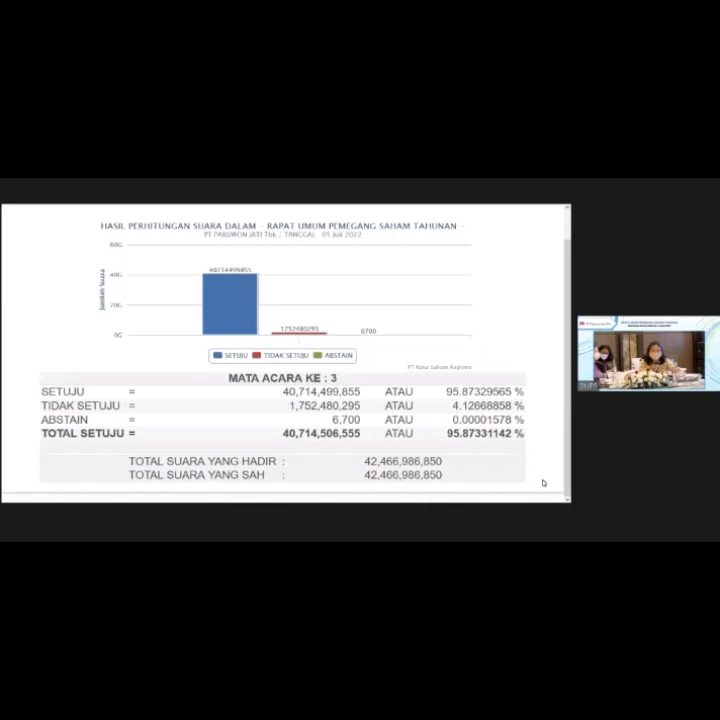 HASIL PERHITUNGAN SUARA DALAM - RAPAT UMUM PEMEGANG SAHAM TAHUNAN -
PT PAKUWON JATI Tbk / TANGGAL 05 Juli 2022
Jumlah Suara
60G
40G
20G
0G
40714499855
1752480295
6700
SETUJU TIDAK SETUJU ABSTAIN
PT Raya Saham Registra
MATA ACARA KE : 3
SETUJU = 40,714,499,855 ATAU 95.87329565 %
TIDAK SETUJU = 1,752,480,295 ATAU 4.12668858 %
ABSTAIN = 6,700 ATAU 0.00001578 %
TOTAL SETUJU = 40,714,506,555 ATAU 95.87331142 %
TOTAL SUARA YANG HADIR : 42,466,986,850
TOTAL SUARA YANG SAH : 42,466,986,850